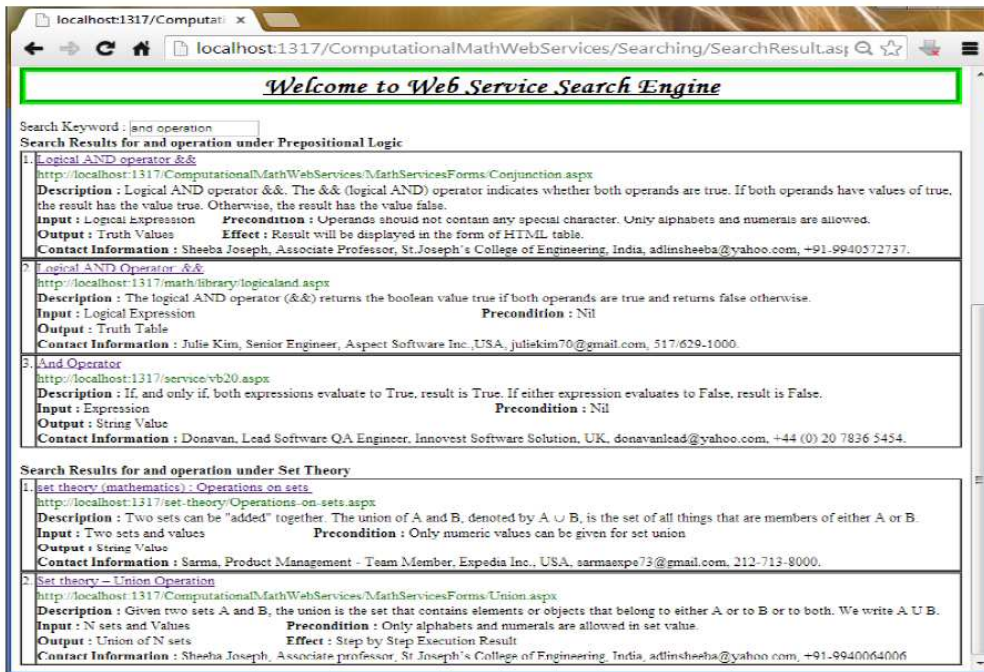 localhost:1317/Computati
localhost:1317/ComputationalMathWebServices/Searching/SearchResult.asp
Welcome to Web Service Search Engine
Search Keyword : and operation
Search Results for and operation under Prepositional Logic
1. Logical AND operator &&
http://localhost:1317/ComputationalMathWebServices/MathServicesForms/Conjunction.aspx
Description : Logical AND operator &&. The && (logical AND) operator indicates whether both operands are true. If both operands have values of true,
the result has the value true. Otherwise, the result has the value false.
Input : Logical Expression Precondition : Operands should not contain any special character. Only alphabets and numerals are allowed.
Output : Truth Values Effect : Result will be displayed in the form of HTML table.
Contact Information : Sheeba Joseph, Associate Professor, St.Joseph's College of Engineering, India, adlinsheeba@yahoo.com, +91-9940572737.
2. Logical AND Operator: &&
http://localhost:1317/math/library/logicaland.aspx
Description : The logical AND operator (&&) returns the boolean value true if both operands are true and returns false otherwise.
Input : Logical Expression Precondition : Nil
Output : Truth Table
Contact Information : Julie Kim, Senior Engineer, Aspect Software Inc.,USA, juliekim70@gmail.com, 517/629-1000.
3. And Operator
http://localhost:1317/service/vb20.aspx
Description : If, and only if, both expressions evaluate to True, result is True. If either expression evaluates to False, result is False.
Input : Expression Precondition : Nil
Output : String Value
Contact Information : Donavan, Lead Software QA Engineer, Innovest Software Solution, UK, donavanlead@yahoo.com, +44 (0) 20 7836 5454.
Search Results for and operation under Set Theory
1. set theory (mathematics) : Operations on sets
http://localhost:1317/set-theory/Operations-on-sets.aspx
Description : Two sets can be "added" together. The union of A and B, denoted by A ∪ B, is the set of all things that are members of either A or B.
Input : Two sets and values Precondition : Only numeric values can be given for set union
Output : String Value
Contact Information : Sarma, Product Management - Team Member, Expedia Inc., USA, sarmaexpe73@gmail.com, 212-713-8000.
2. Set theory – Union Operation
http://localhost:1317/ComputationalMathWebServices/MathServicesForms/Union.aspx
Description : Given two sets A and B, the union is the set that contains elements or objects that belong to either A or to B or to both. We write A U B.
Input : N sets and Values Precondition : Only alphabets and numerals are allowed in set value.
Output : Union of N sets Effect : Step by Step Execution Result
Contact Information : Sheeba Joseph, Associate professor, St.Joseph's College of Engineering, India, adlinsheeba@yahoo.com, +91-9940064006